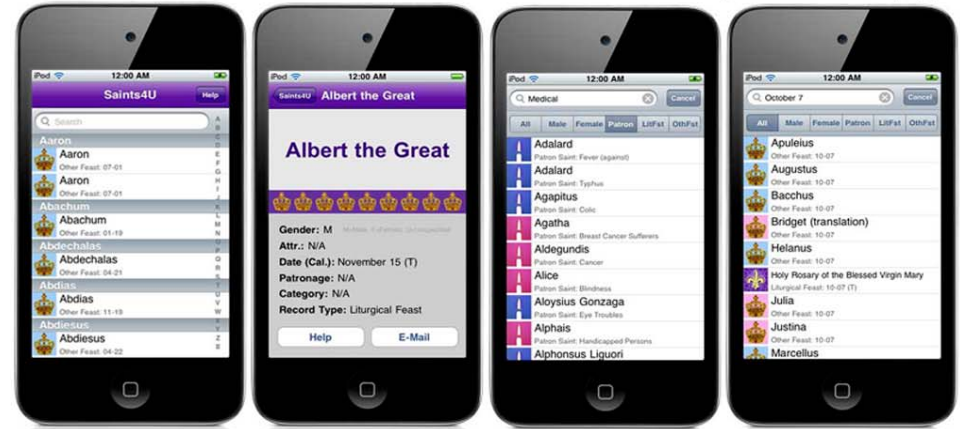 iPod 12:00 AM
Saints4U Help
Search
Aaron
Aaron
Other Feast: 07-01
Aaron
Other Feast: 07-01
Abachum
Abachum
Other Feast: 01-19
Abdechalas
Abdechalas
Other Feast: 04-21
Abdias
Abdias
Other Feast: 11-19
Abdiesus
Abdiesus
Other Feast: 04-22
iPod 12:00 AM
Saints4U Albert the Great
Albert the Great
Gender: M
Attr.: N/A
Date (Cal.): November 15 (T)
Patronage: N/A
Category: N/A
Record Type: Liturgical Feast
Help E-Mail
iPod 12:00 AM
Medical Cancel
All Male Female Patron LitFst OthFst
Adalard
Patron Saint: Fever (against)
Adalard
Patron Saint: Typhus
Agapitus
Patron Saint: Colic
Agatha
Patron Saint: Breast Cancer Sufferers
Aldegundis
Patron Saint: Cancer
Alice
Patron Saint: Blindness
Aloysius Gonzaga
Patron Saint: Eye Troubles
Alphais
Patron Saint: Handicapped Persons
Alphonsus Liguori
iPod 12:00 AM
October 7 Cancel
All Male Female Patron LitFst OthFst
Apuleius
Other Feast: 10-07
Augustus
Other Feast: 10-07
Bacchus
Other Feast: 10-07
Bridget (translation)
Other Feast: 10-07
Helanus
Other Feast: 10-07
Holy Rosary of the Blessed Virgin Mary
Liturgical Feast: 10-07 (T)
Julia
Other Feast: 10-07
Justina
Other Feast: 10-07
Marcellus